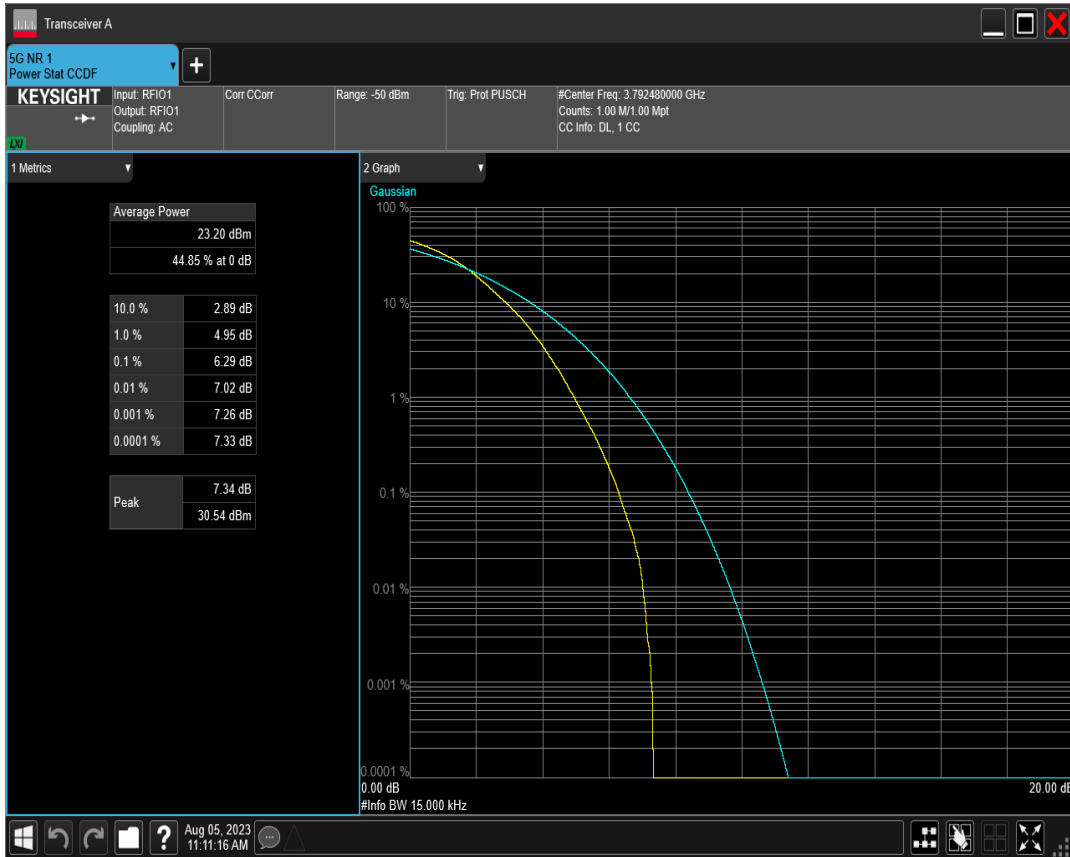 Transceiver A
5G NR 1
Power Stat CCDF
+
KEYSIGHT
LXI
Input: RFIO1
Output: RFIO1
Coupling: AC
Corr CCorr
Range: -50 dBm
Trig: Prot PUSCH
#Center Freq: 3.792480000 GHz
Counts: 1.00 M/1.00 Mpt
CC Info: DL, 1 CC
1 Metrics
Average Power
23.20 dBm
44.85 % at 0 dB
10.0 % 2.89 dB
1.0 % 4.95 dB
0.1 % 6.29 dB
0.01 % 7.02 dB
0.001 % 7.26 dB
0.0001 % 7.33 dB
Peak
7.34 dB
30.54 dBm
2 Graph
Gaussian
100 %
10 %
1 %
0.1 %
0.01 %
0.001 %
0.0001 %
0.00 dB
20.00 dB
#Info BW 15.000 kHz
?
Aug 05, 2023
11:11:16 AM